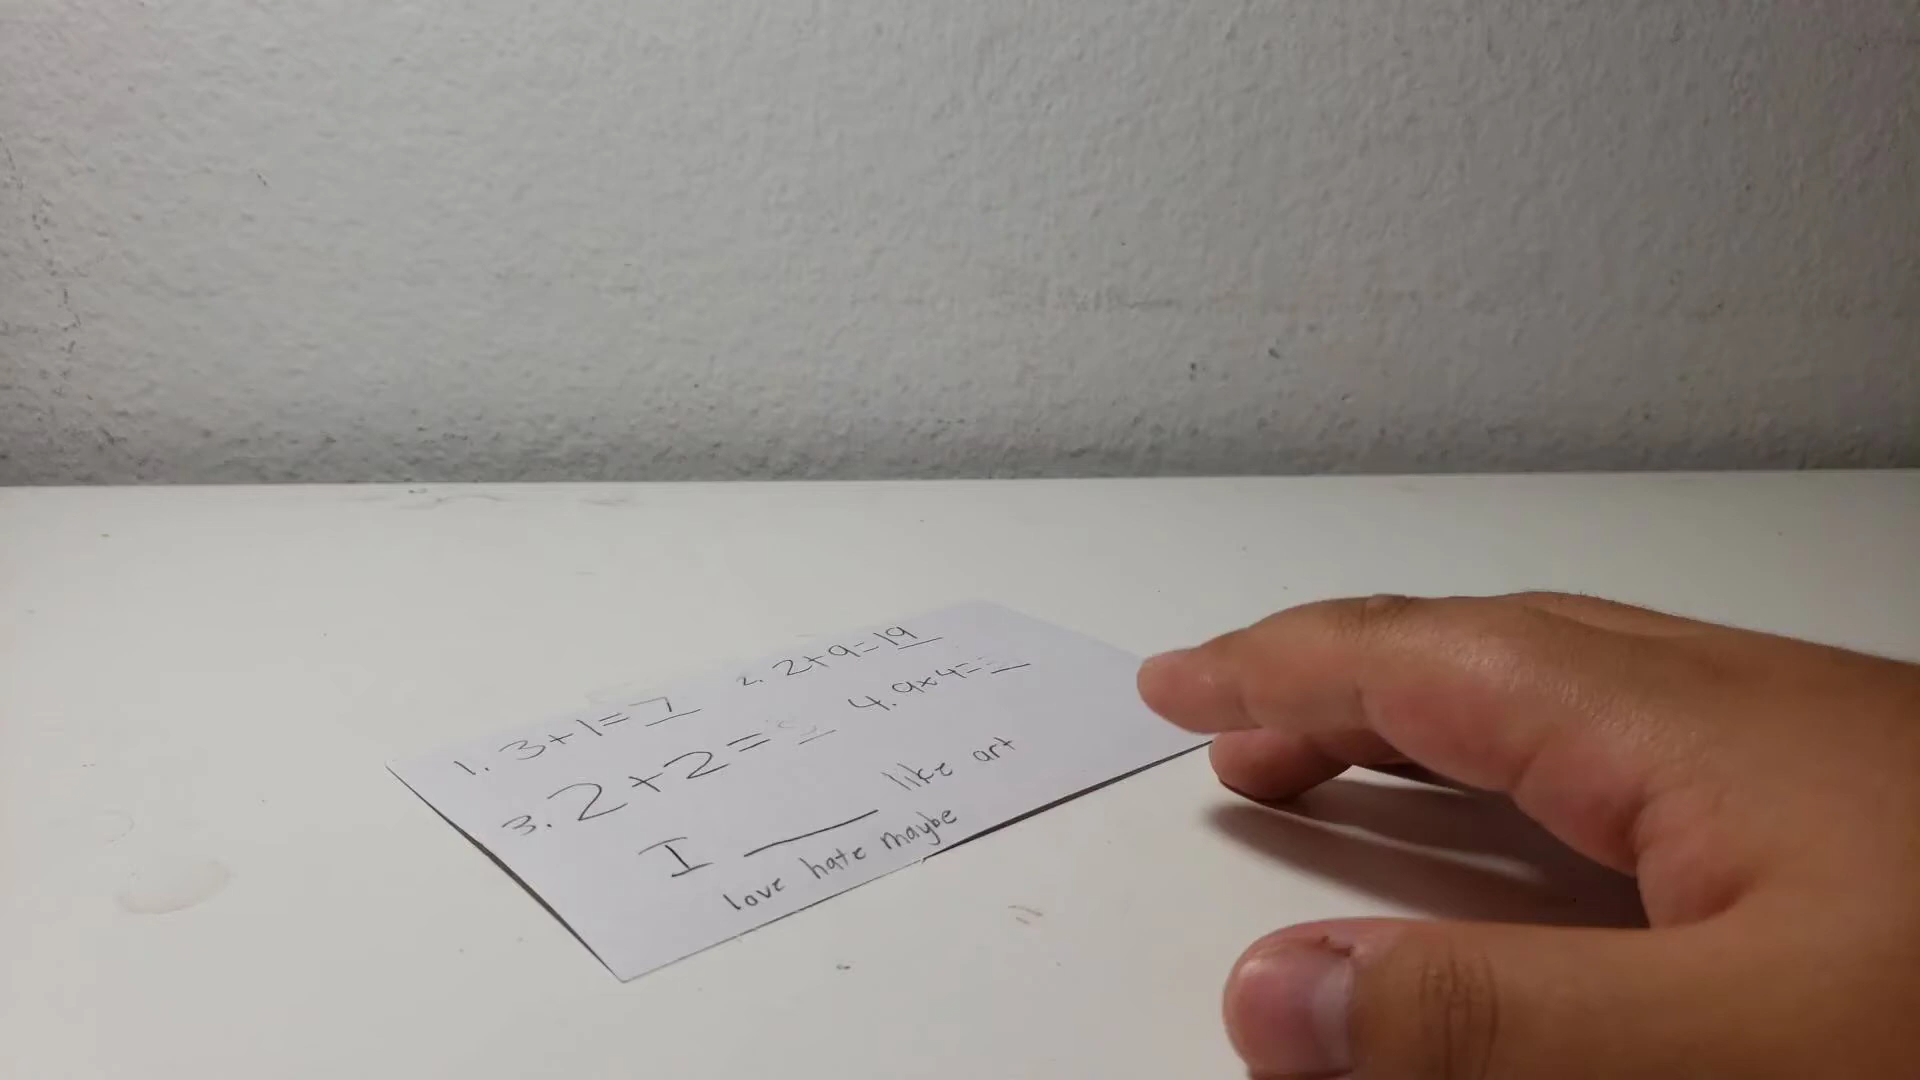 1. 3+1=7 2. 2+9=19
3. 2+2= 4. 9x4=
I ____ like art
love hate maybe